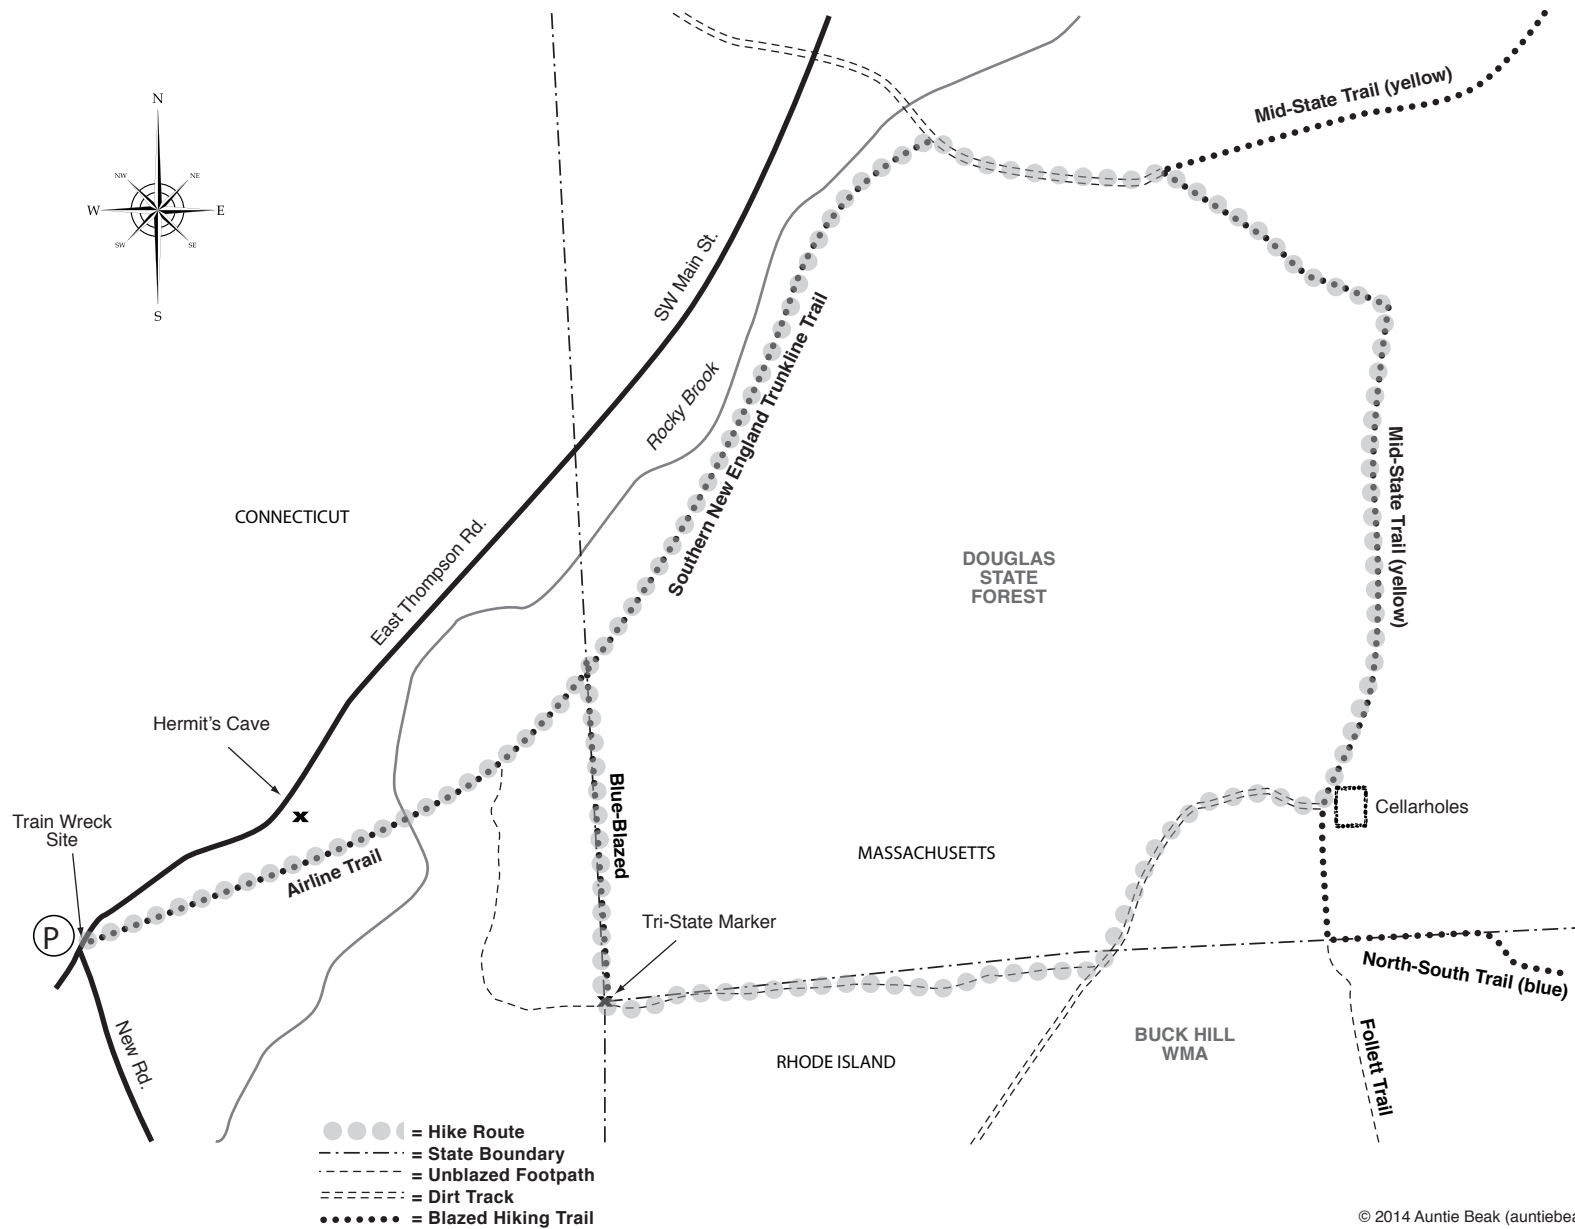 N
NW
NE
W
E
SW
SE
S
Mid-State Trail (yellow)
SW Main St.
Rocky Brook
Southern New England Trunkline Trail
CONNECTICUT
East Thompson Rd.
DOUGLAS
STATE
FOREST
Mid-State Trail (yellow)
Hermit's Cave
Train Wreck
Site
Airline Trail
Blue-Blazed
Cellarholes
MASSACHUSETTS
Tri-State Marker
P
North-South Trail (blue)
New Rd.
RHODE ISLAND
BUCK HILL
WMA
Follett Trail
= Hike Route
= State Boundary
= Unblazed Footpath
= Dirt Track
= Blazed Hiking Trail
© 2014 Auntie Beak (auntiebea